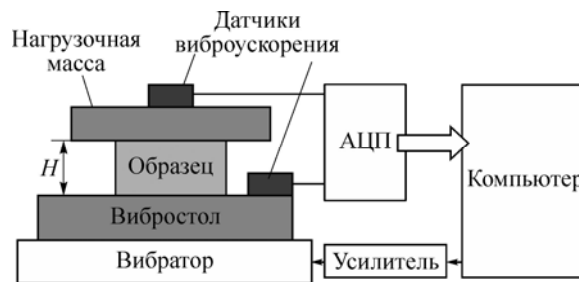 Датчики
виброускорения
Нагрузочная
масса
H
Образец
АЦП
Компьютер
Вибростол
Вибратор
Усилитель